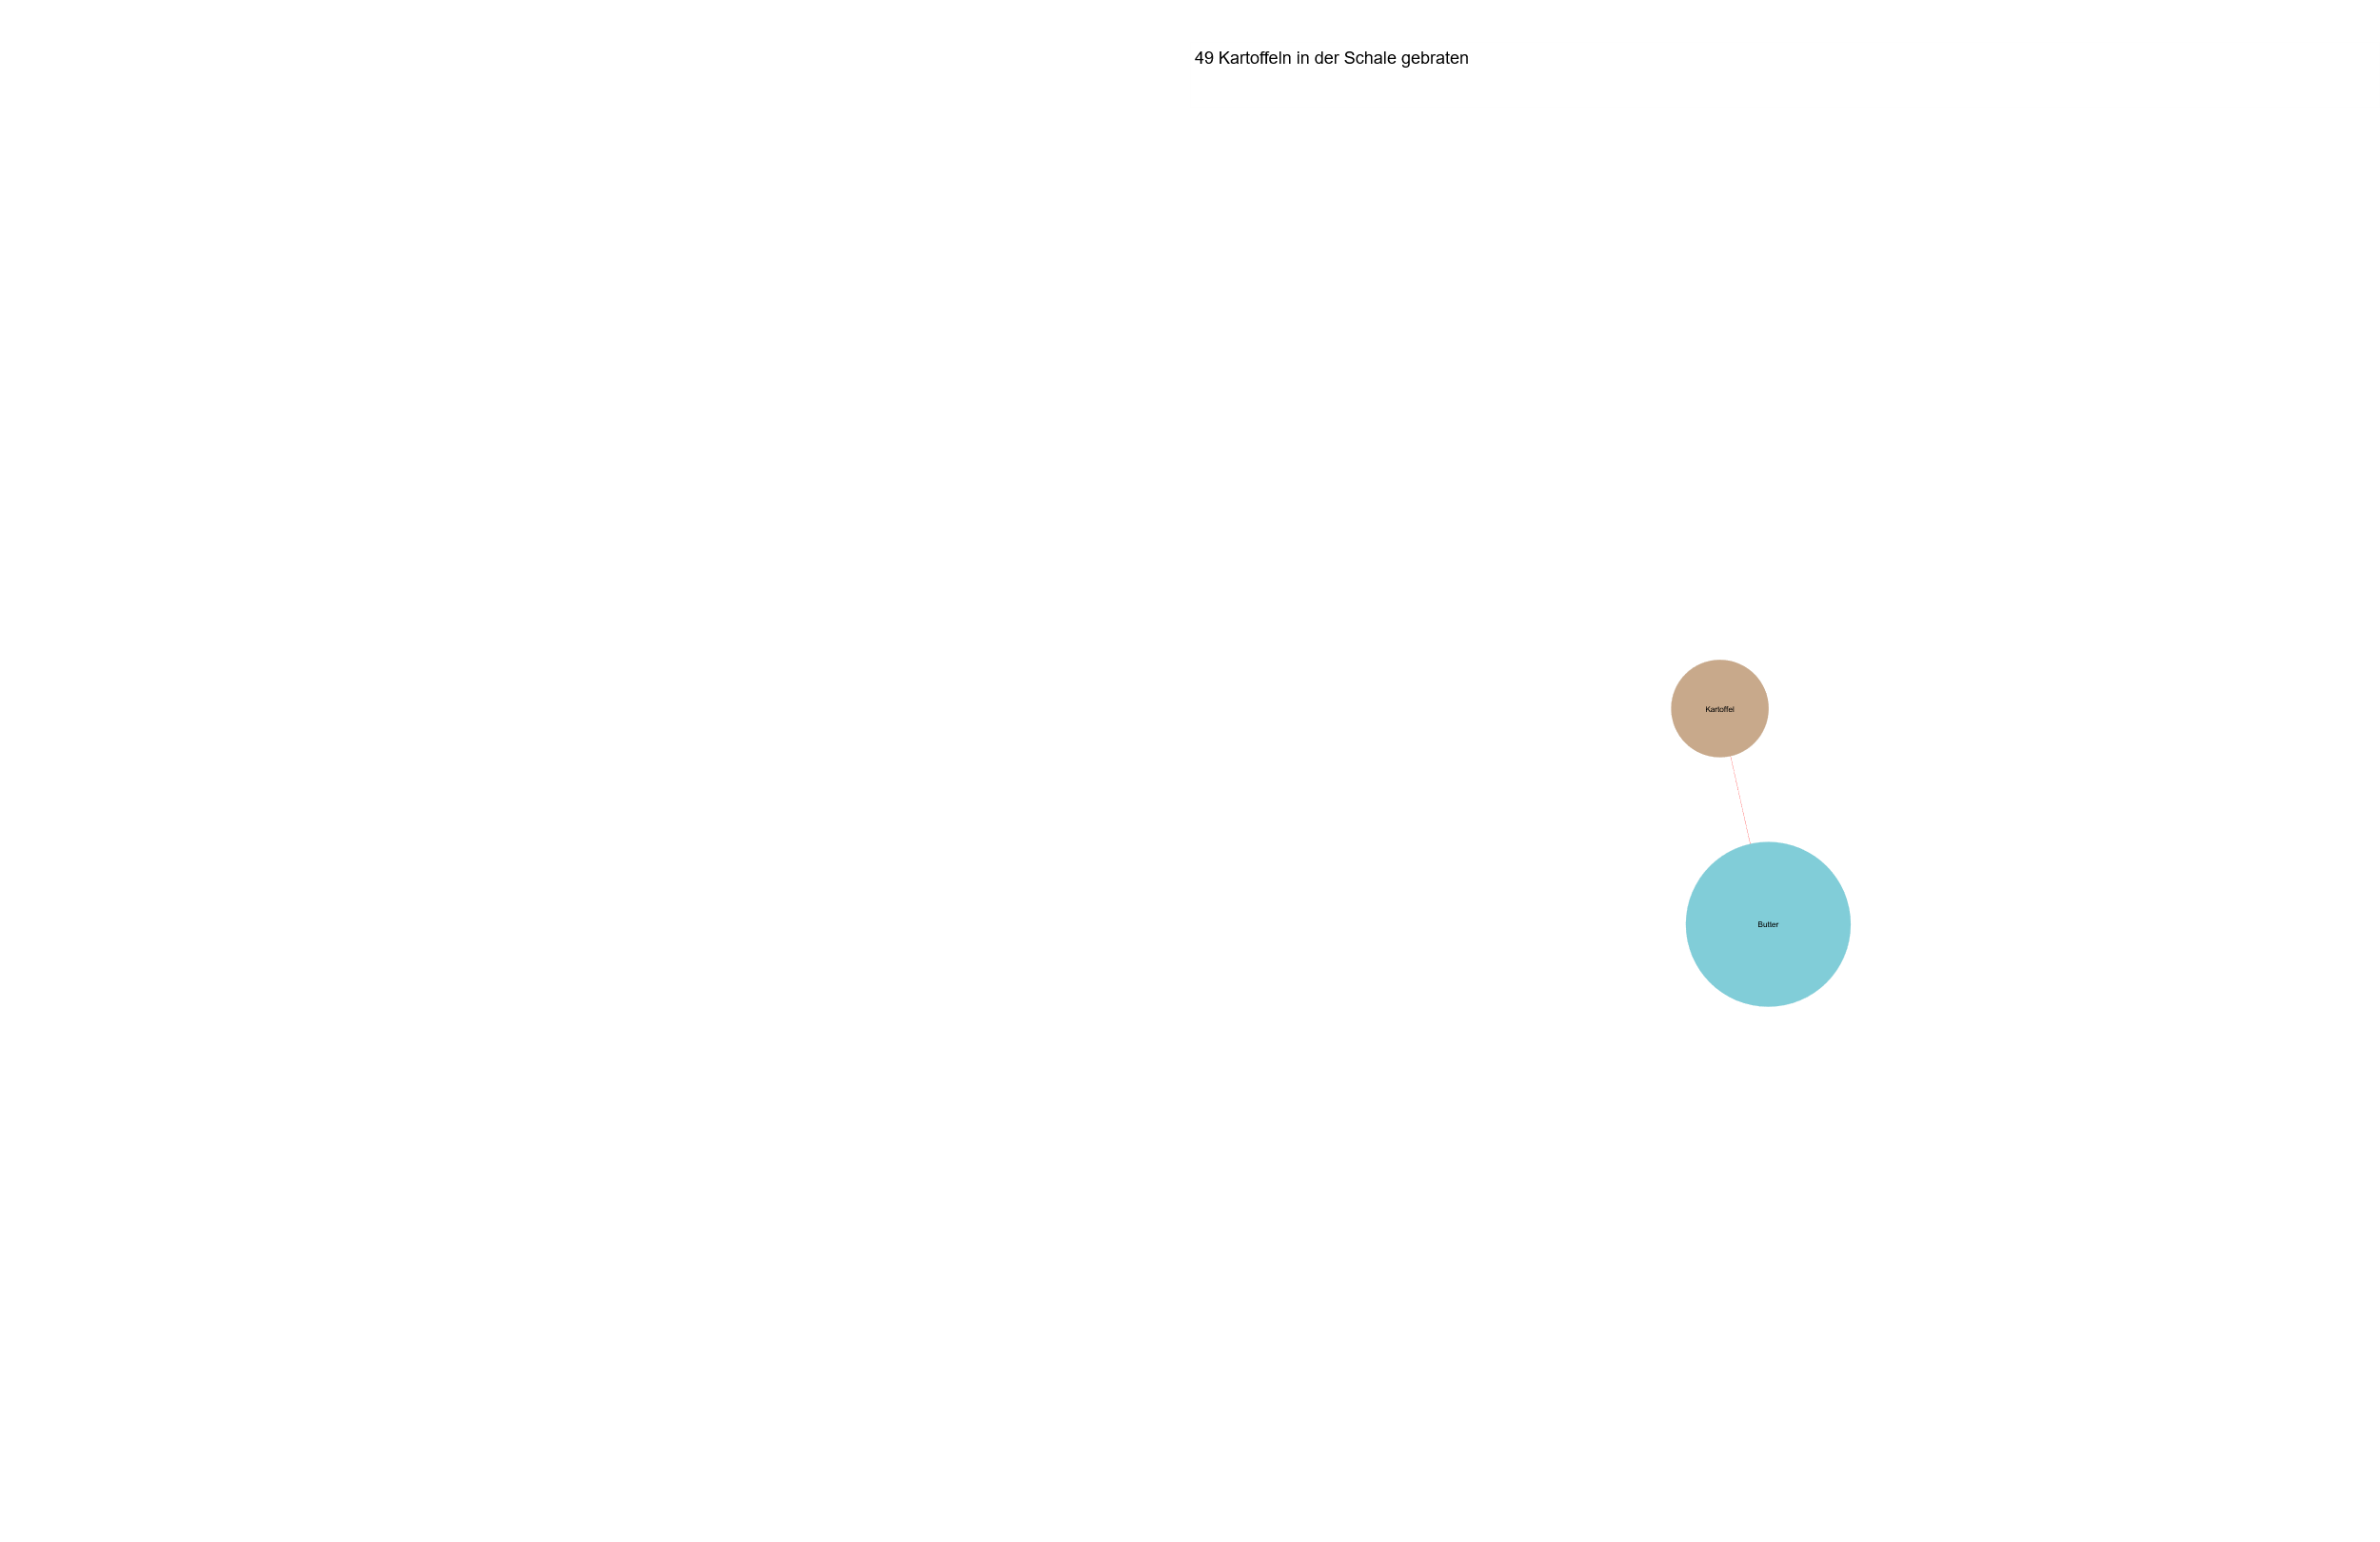 49 Kartoffeln in der Schale gebraten
Kartoffel
Butter